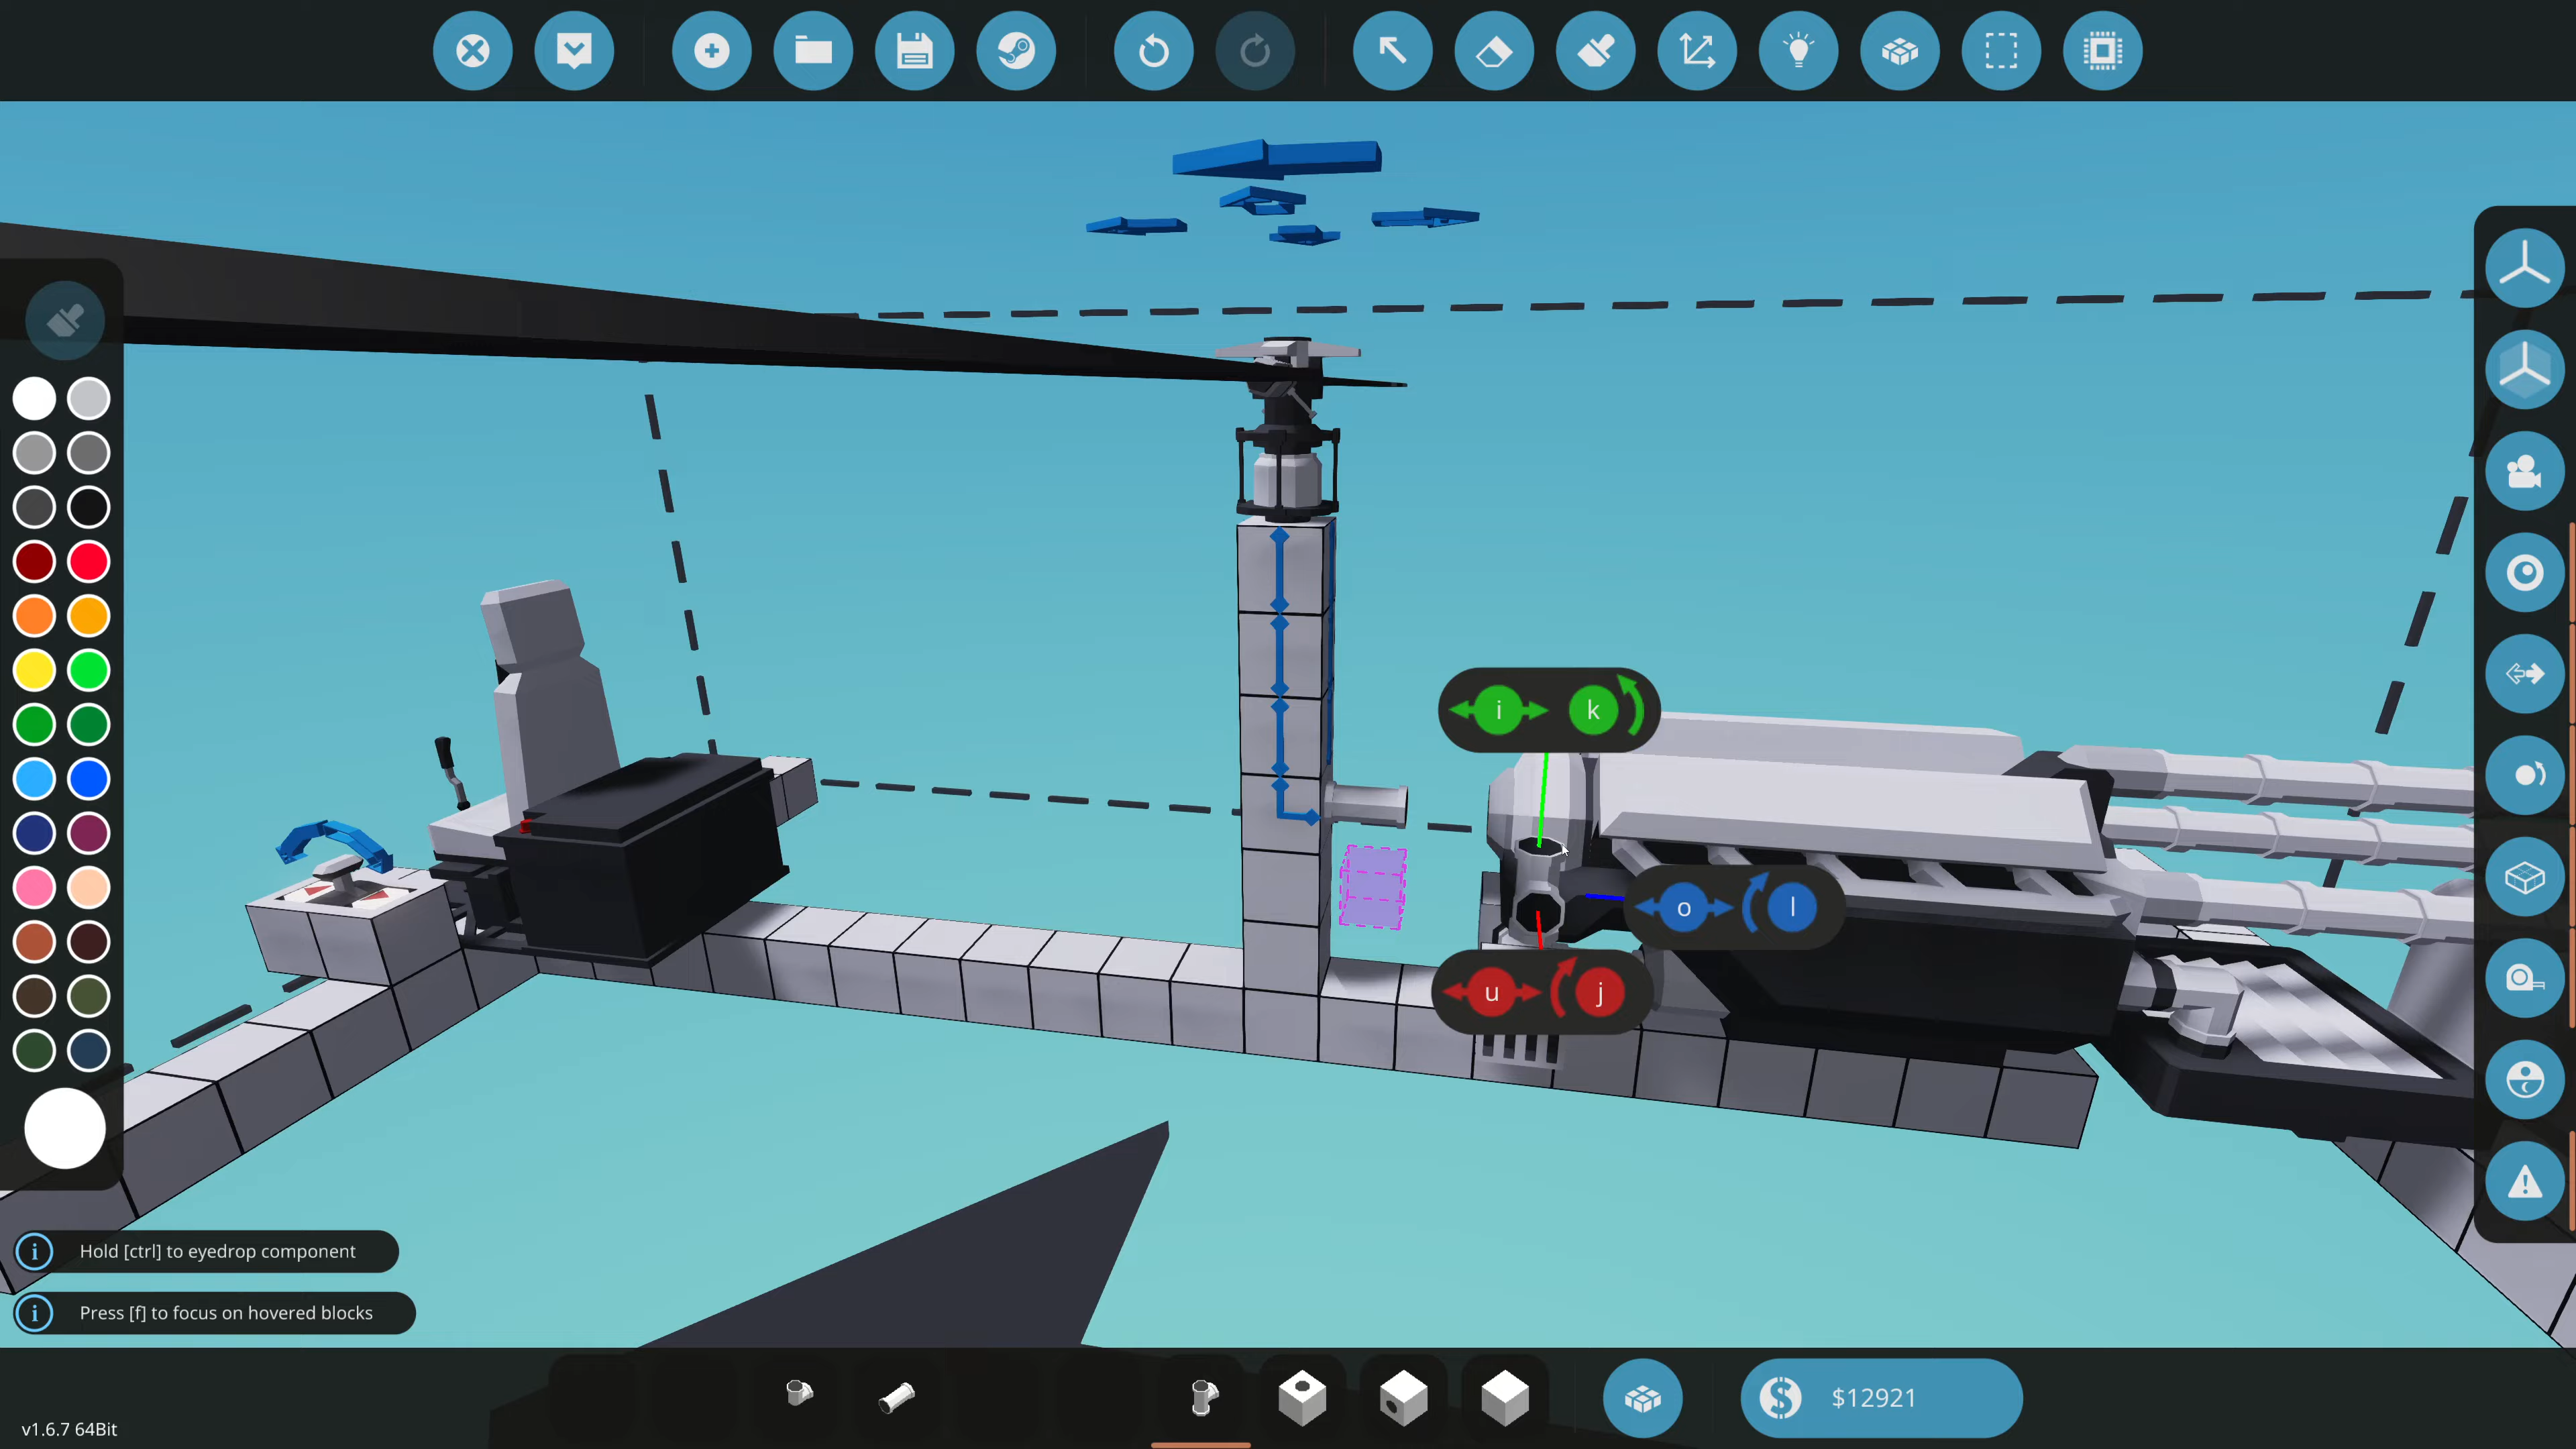 i k
o l
u j
Hold [ctrl] to eyedrop component
Press [f] to focus on hovered blocks
$12921
v1.6.7 64Bit